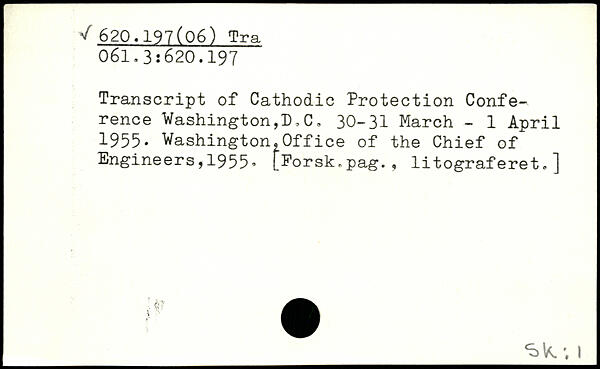 √ 620.197(06) Tra
061.3:620.197
Transcript of Cathodic Protection Confe-
rence Washington,D.C. 30-31 March - 1 April
1955. Washington,Office of the Chief of
Engineers,1955. [Forsk.pag., litograferet.]
SK:1